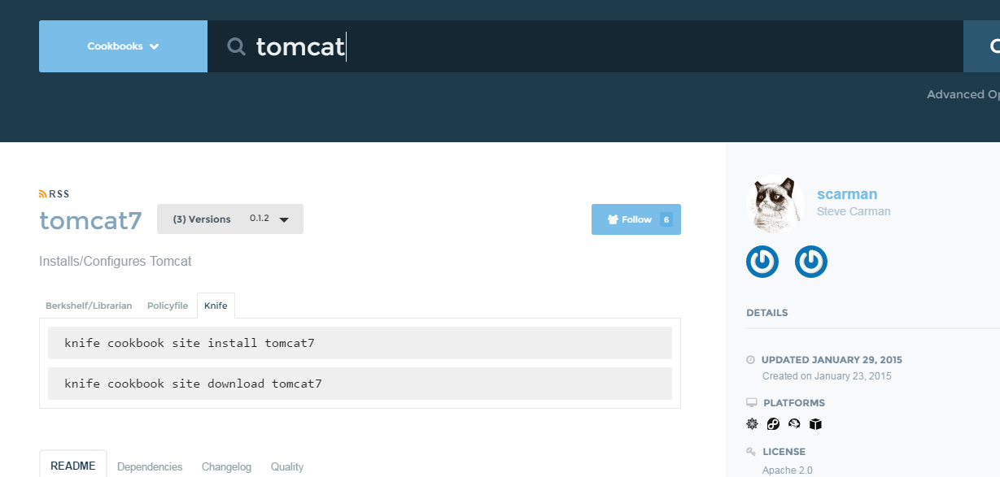 Cookbooks
tomcat
Advanced
RSS
tomcat7
(3) Versions 0.1.2
Follow 6
Installs/Configures Tomcat
Berkshelf/Librarian Policyfile Knife
knife cookbook site install tomcat7
knife cookbook site download tomcat7
README Dependencies Changelog Quality
scarman
Steve Carman
DETAILS
UPDATED JANUARY 29, 2015
Created on January 23, 2015
PLATFORMS
LICENSE
Apache 2.0